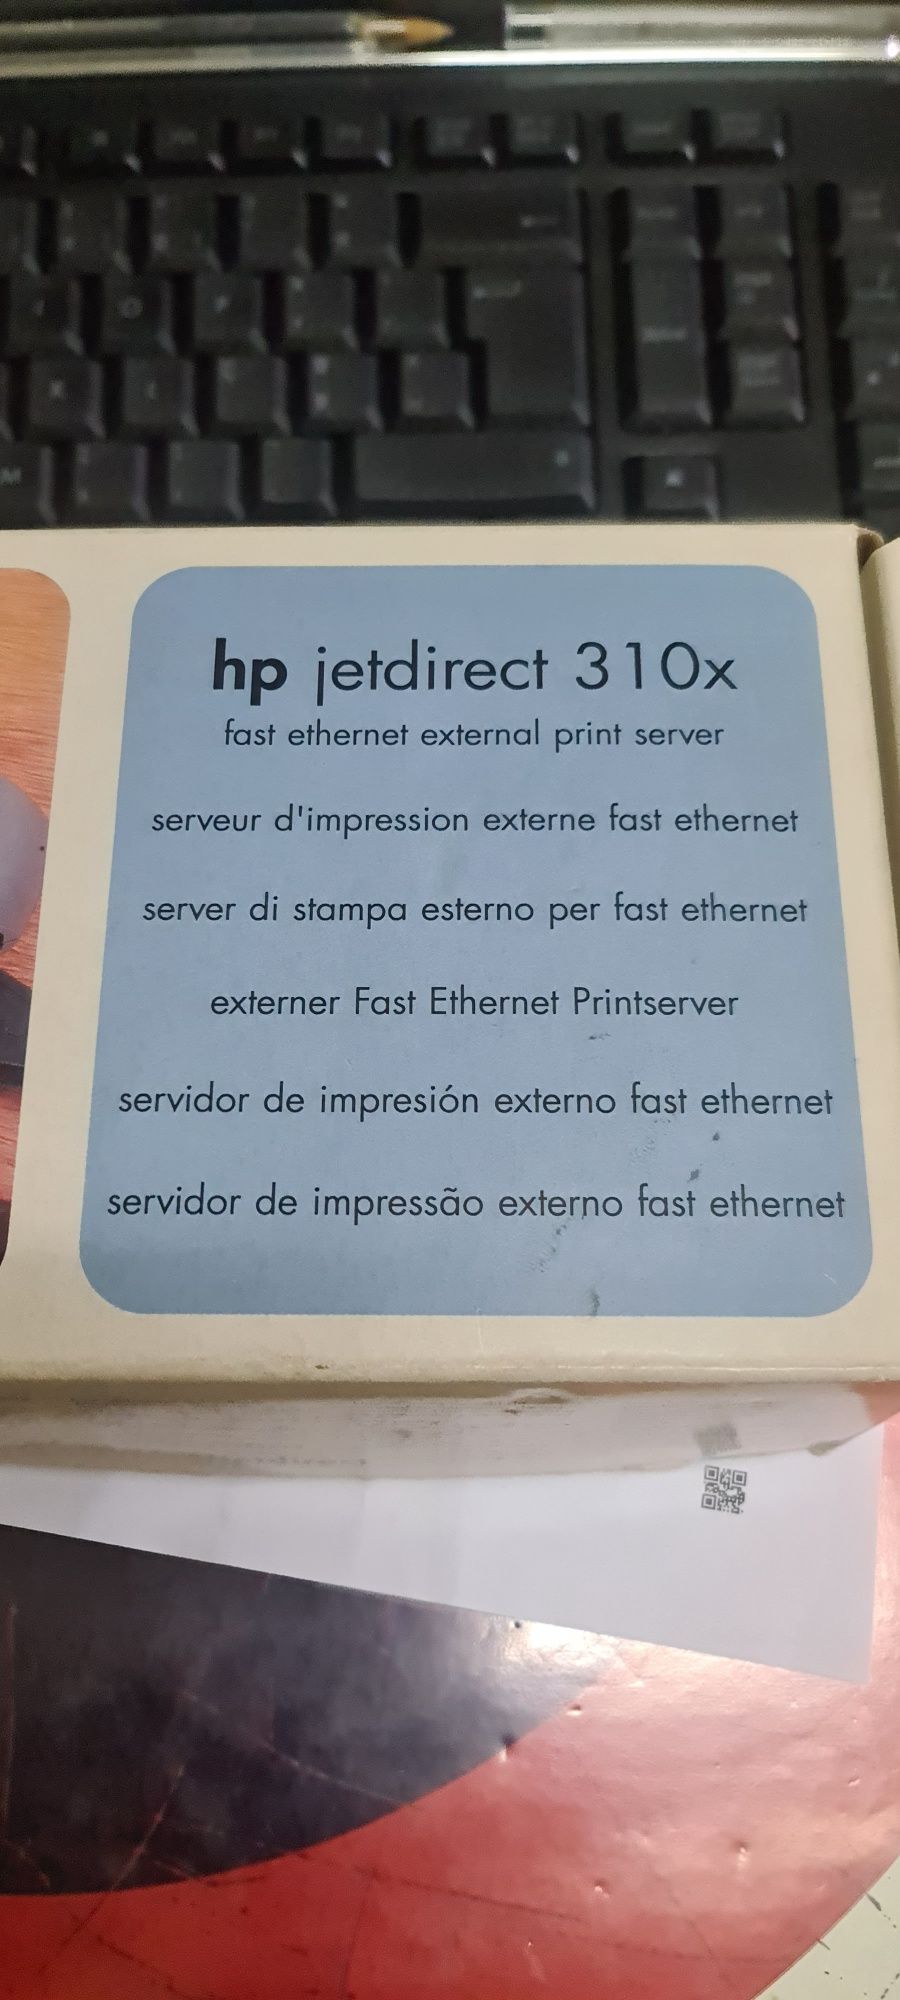 hp jetdirect 310x
fast ethernet external print server
serveur d'impression externe fast ethernet
server di stampa esterno per fast ethernet
externer Fast Ethernet Printserver
servidor de impresión externo fast ethernet
servidor de impressão externo fast ethernet